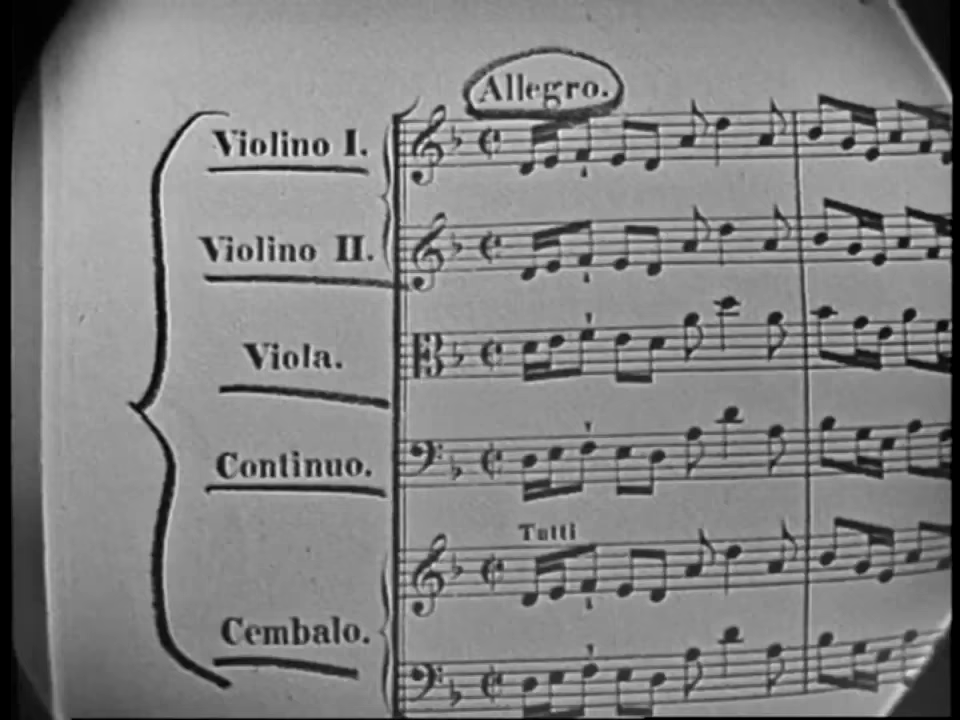 Allegro.
Violino I.
Violino II.
Viola.
Continuo.
Tutti
Cembalo.